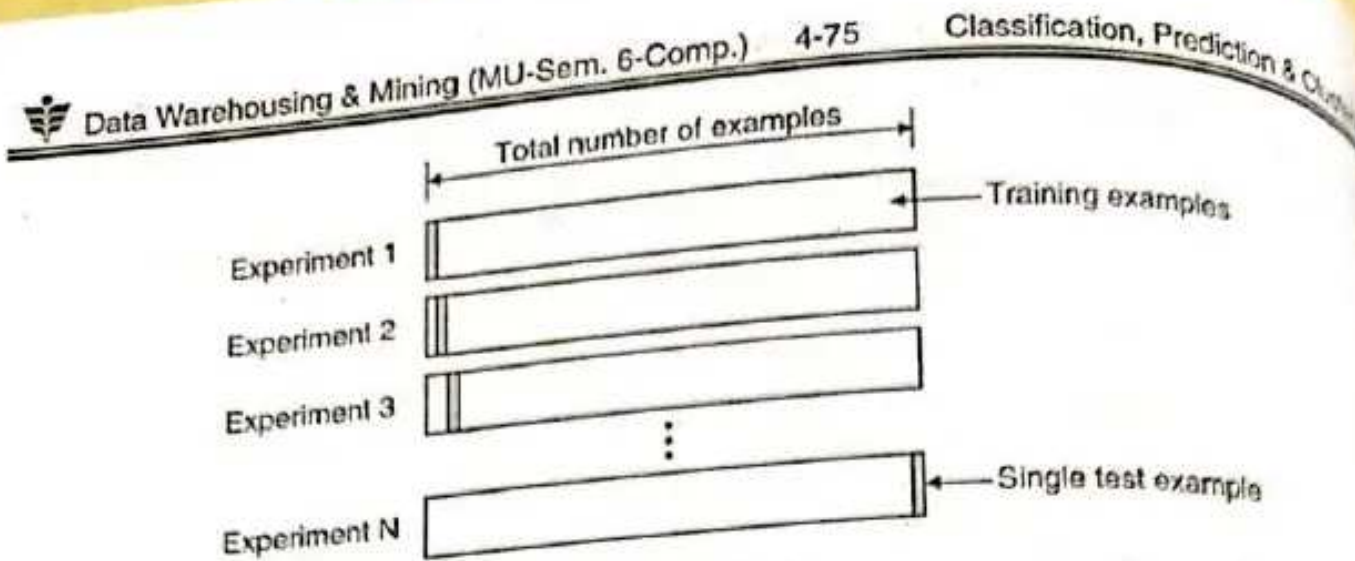 Data Warehousing & Mining (MU-Sem. 6-Comp.) 4-75 Classification, Prediction &
Total number of examples
Training examples
Experiment 1
Experiment 2
Experiment 3
Single test example
Experiment N